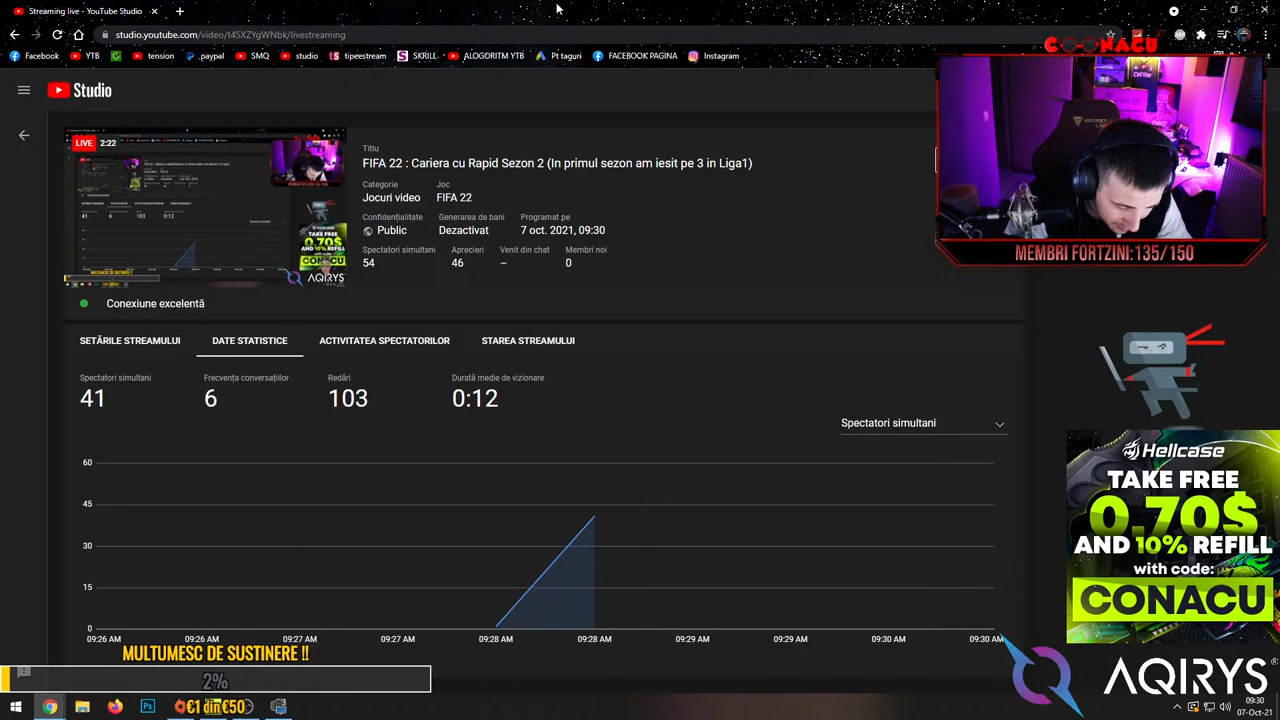 Streaming live - YouTube Studio
studio.youtube.com/video/t4SXZYgWNbk/livestreaming
Facebook
YTB
tension
.paypal
SMQ
studio
tipeerstream
SKRILL
ALOGORITM YTB
Pt taguri
FACEBOOK PAGINA
Instagram
COONACU
Studio
LIVE 2:22
Titlu
FIFA 22 : Cariera cu Rapid Sezon 2 (In primul sezon am iesit pe 3 in Liga1)
Categorie
Joc
Jocuri video
FIFA 22
Confidențialitate
Generarea de bani
Programat pe
Public
Dezactivat
7 oct. 2021, 09:30
Spectatori simultani
Aprecieri
Venit din chat
Membri noi
54
46
–
0
MEMBRI FORTZINI:135/150
Conexiune excelentă
SETĂRILE STREAMULUI
DATE STATISTICE
ACTIVITATEA SPECTATORILOR
STAREA STREAMULUI
Spectatori simultani
Frecvența conversațiilor
Redări
Durată medie de vizionare
41
6
103
0:12
Spectatori simultani
60
45
30
15
0
09:26 AM
09:26 AM
09:27 AM
09:27 AM
09:28 AM
09:28 AM
09:29 AM
09:29 AM
09:30 AM
09:30 AM
Hellcase
TAKE FREE
0,70$
AND 10% REFILL
with code:
CONACU
MULTUMESC DE SUSTINERE !!
2%
€1 din €50
AQIRYS
09:30
07-Oct-21